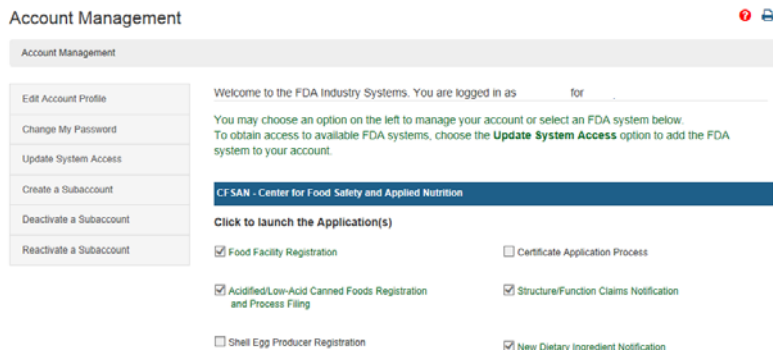 Account Management
Account Management
Edit Account Profile
Change My Password
Update System Access
Create a Subaccount
Deactivate a Subaccount
Reactivate a Subaccount
Welcome to the FDA Industry Systems. You are logged in as for .
You may choose an option on the left to manage your account or select an FDA system below.
To obtain access to available FDA systems, choose the Update System Access option to add the FDA
system to your account.
CFSAN - Center for Food Safety and Applied Nutrition
Click to launch the Application(s)
Food Facility Registration
Certificate Application Process
Acidified/Low-Acid Canned Foods Registration
and Process Filing
Structure/Function Claims Notification
Shell Egg Producer Registration
New Dietary Ingredient Notification